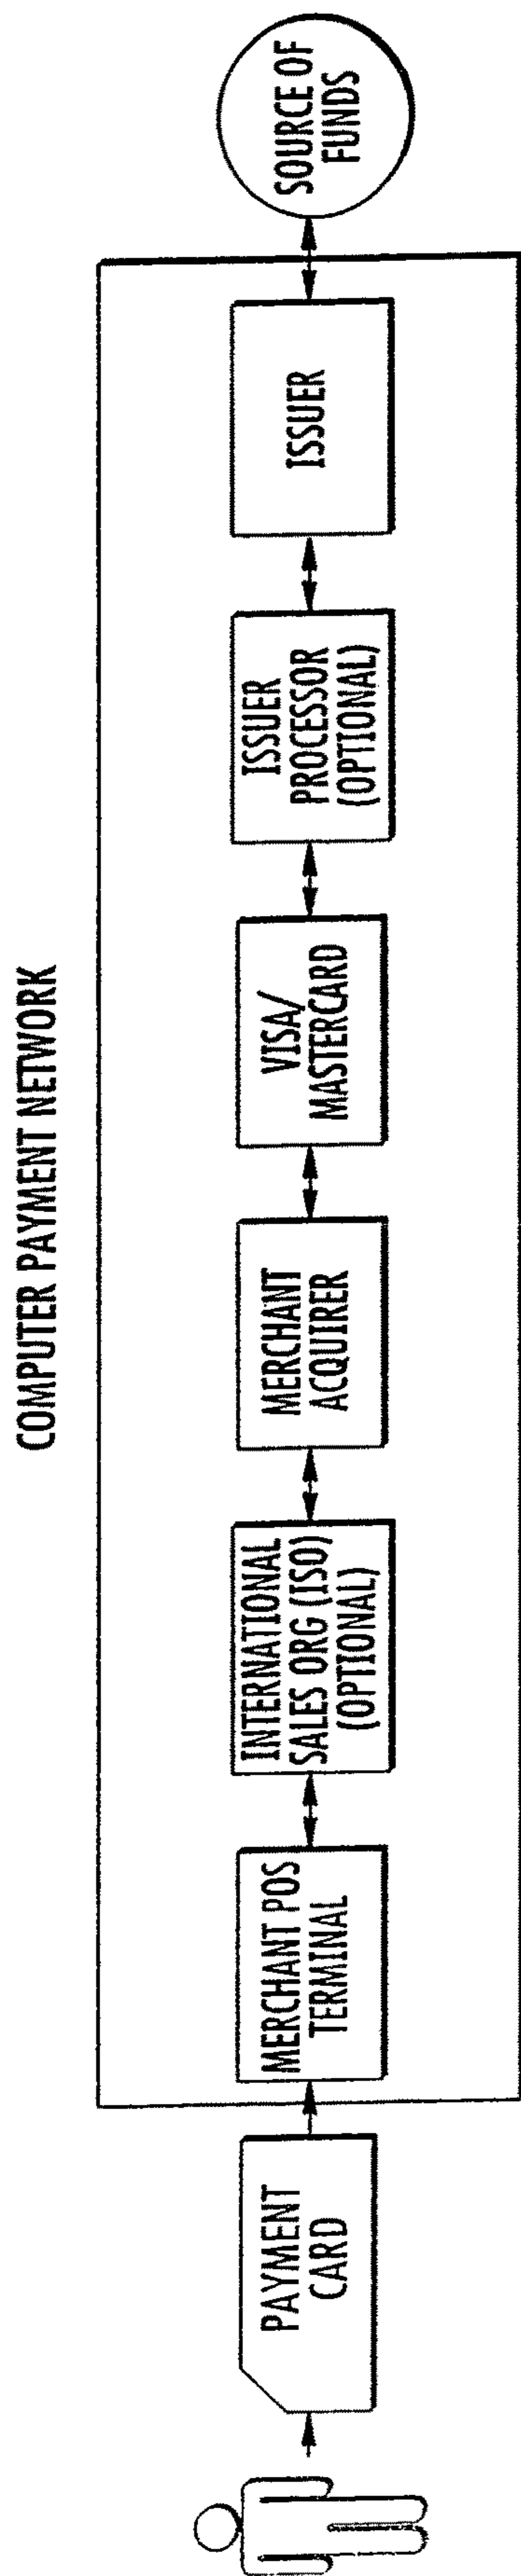 COMPUTER PAYMENT NETWORK
PAYMENT
CARD
MERCHANT POS
TERMINAL
INTERNATIONAL
SALES ORG (ISO)
(OPTIONAL)
MERCHANT
ACQUIRER
VISA/
MASTERCARD
ISSUER
PROCESSOR
(OPTIONAL)
ISSUER
SOURCE OF
FUNDS